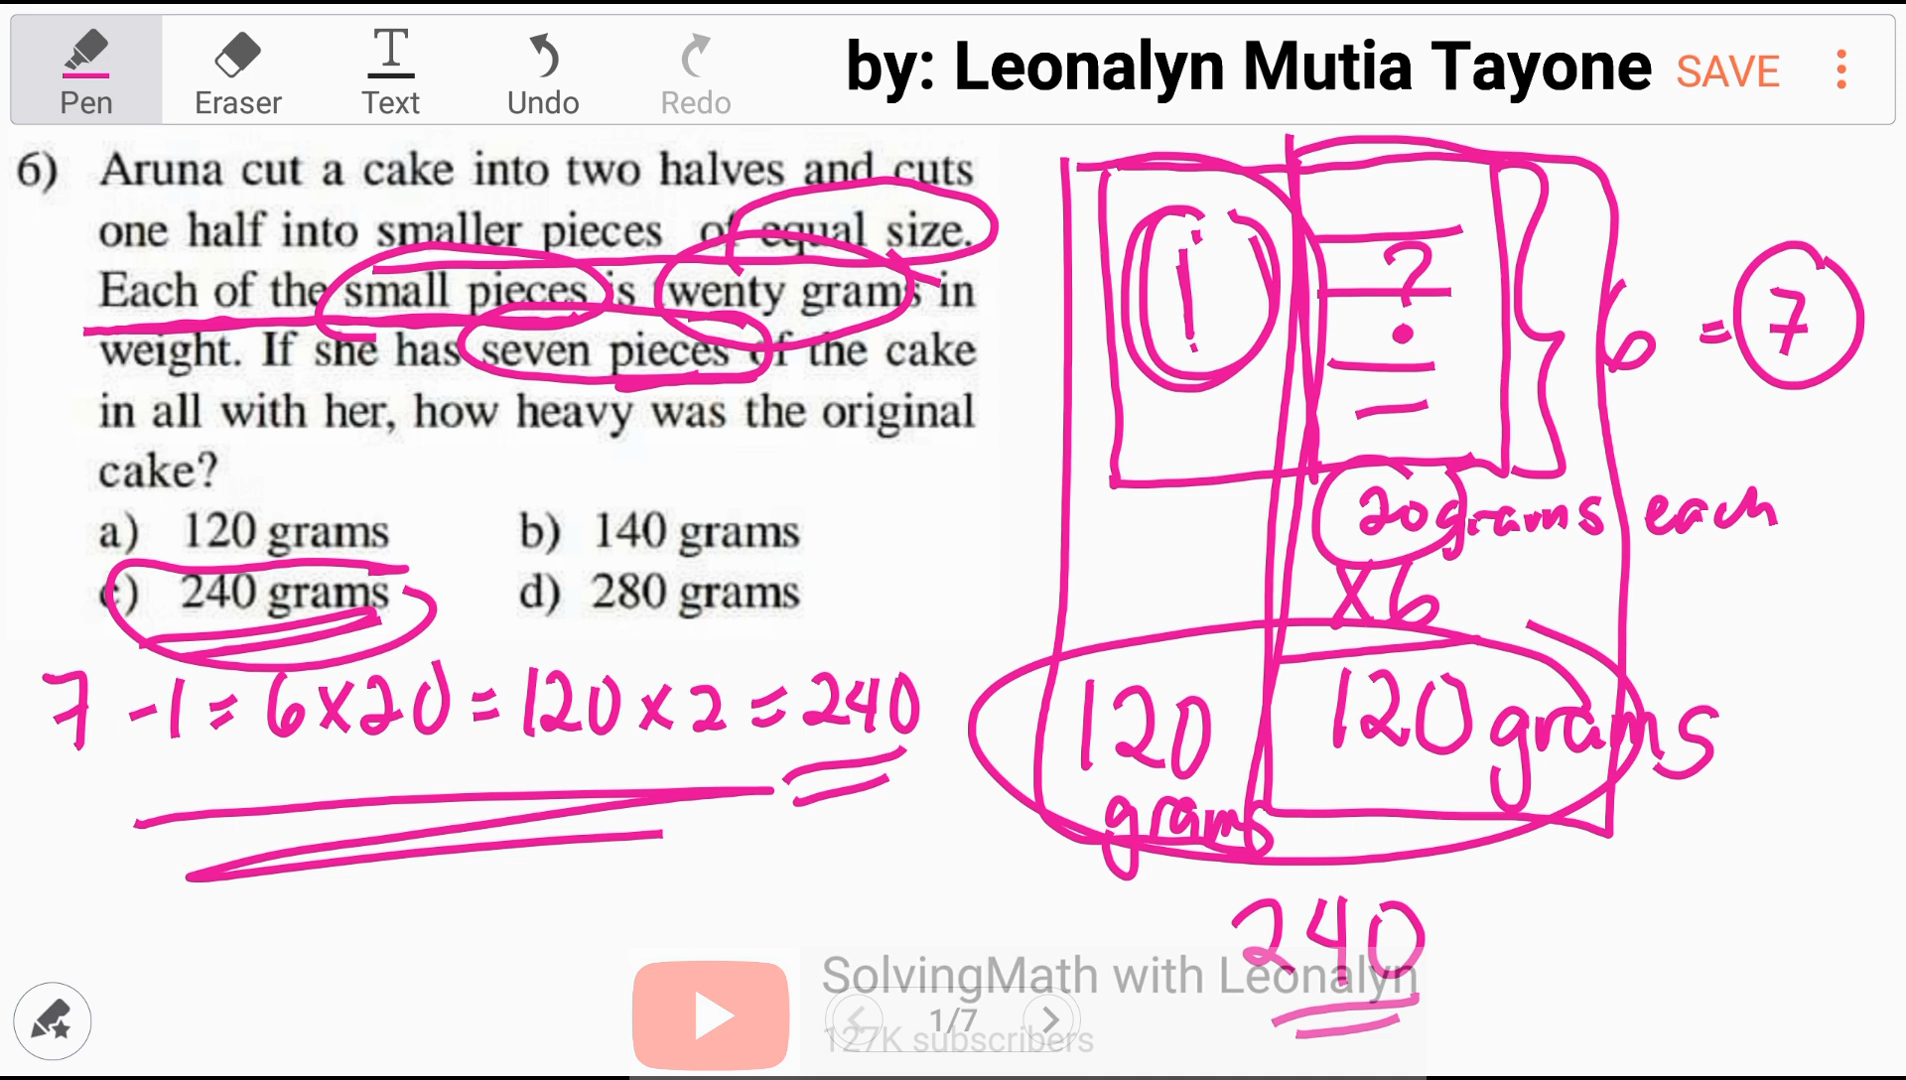 Pen
Eraser
Text
Undo
Redo
by: Leonalyn Mutia Tayone
SAVE
6) Aruna cut a cake into two halves and cuts
one half into smaller pieces of equal size.
Each of the small pieces is twenty grams in
weight. If she has seven pieces of the cake
in all with her, how heavy was the original
cake?
a) 120 grams b) 140 grams
c) 240 grams d) 280 grams
7 - 1 = 6 x 20 = 120 x 2 = 240
1
?
6 = 7
20 grams each
x 6
120 grams
120 grams
240
SolvingMath with Leonalyn
1/7
127K subscribers